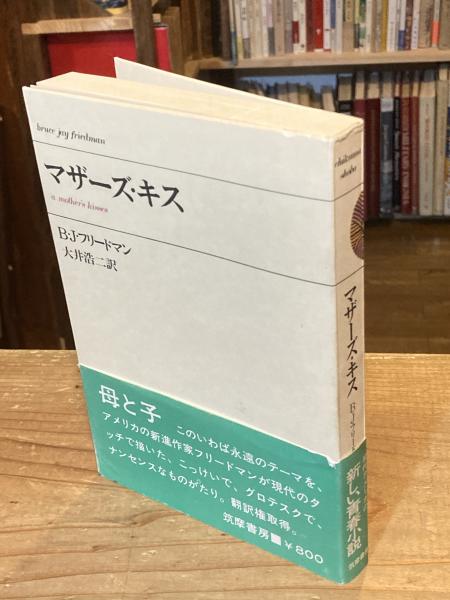 bruce jay friedman
マザーズ・キス
a mother's kisses
B・J・フリードマン
大井浩二訳
母と子 このいわば永遠のテーマを、
アメリカの新進作家フリードマンが現代のタ
ッチで描いた、こっけいで、グロテスクで、
ナンセンスなものがたり。翻訳権取得。
筑摩書房■￥800
chikuma
shobo
マザーズ・キス
新しい青春小説
筑摩書房